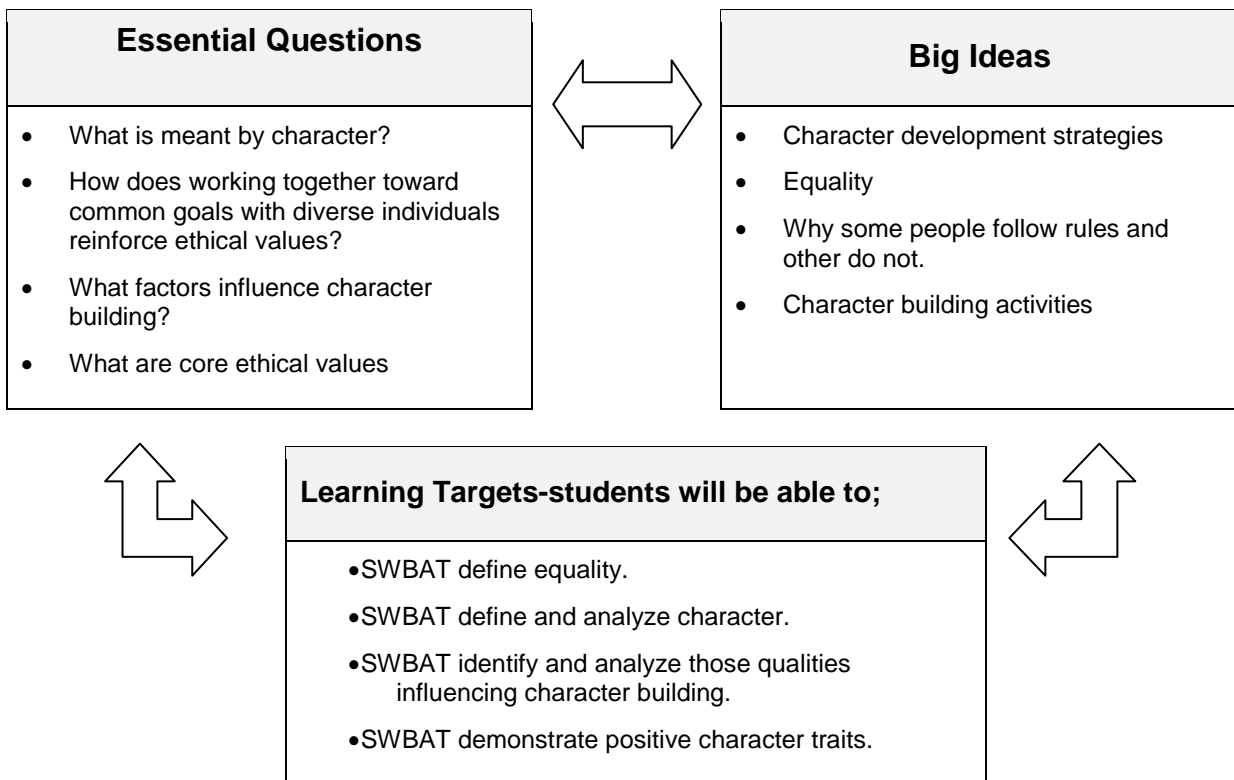 Essential Questions
• What is meant by character?
• How does working together toward
common goals with diverse individuals
reinforce ethical values?
• What factors influence character
building?
• What are core ethical values
Big Ideas
• Character development strategies
• Equality
• Why some people follow rules and
other do not.
• Character building activities
Learning Targets-students will be able to;
•SWBAT define equality.
•SWBAT define and analyze character.
•SWBAT identify and analyze those qualities
influencing character building.
•SWBAT demonstrate positive character traits.